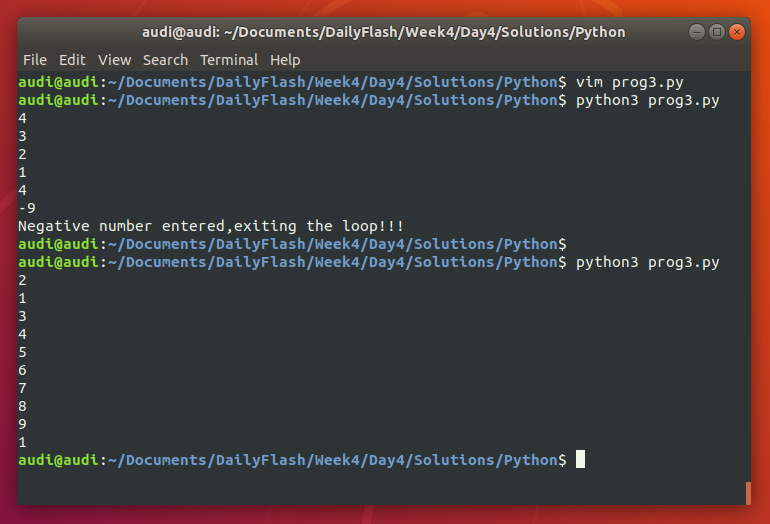 audi@audi: ~/Documents/DailyFlash/Week4/Day4/Solutions/Python
File Edit View Search Terminal Help
audi@audi:~/Documents/DailyFlash/Week4/Day4/Solutions/Python$ vim prog3.py
audi@audi:~/Documents/DailyFlash/Week4/Day4/Solutions/Python$ python3 prog3.py
4
3
2
1
4
-9
Negative number entered,exiting the loop!!!
audi@audi:~/Documents/DailyFlash/Week4/Day4/Solutions/Python$
audi@audi:~/Documents/DailyFlash/Week4/Day4/Solutions/Python$ python3 prog3.py
2
1
3
4
5
6
7
8
9
1
audi@audi:~/Documents/DailyFlash/Week4/Day4/Solutions/Python$